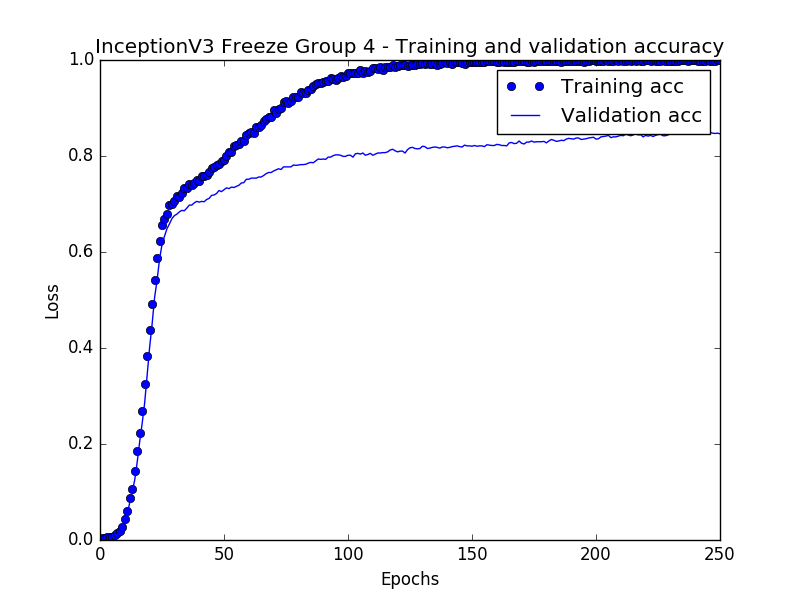 InceptionV3 Freeze Group 4 - Training and validation accuracy
1.0
Training acc
Validation acc
0.8
0.6
Loss
0.4
0.2
0.0
0 50 100 150 200 250
Epochs